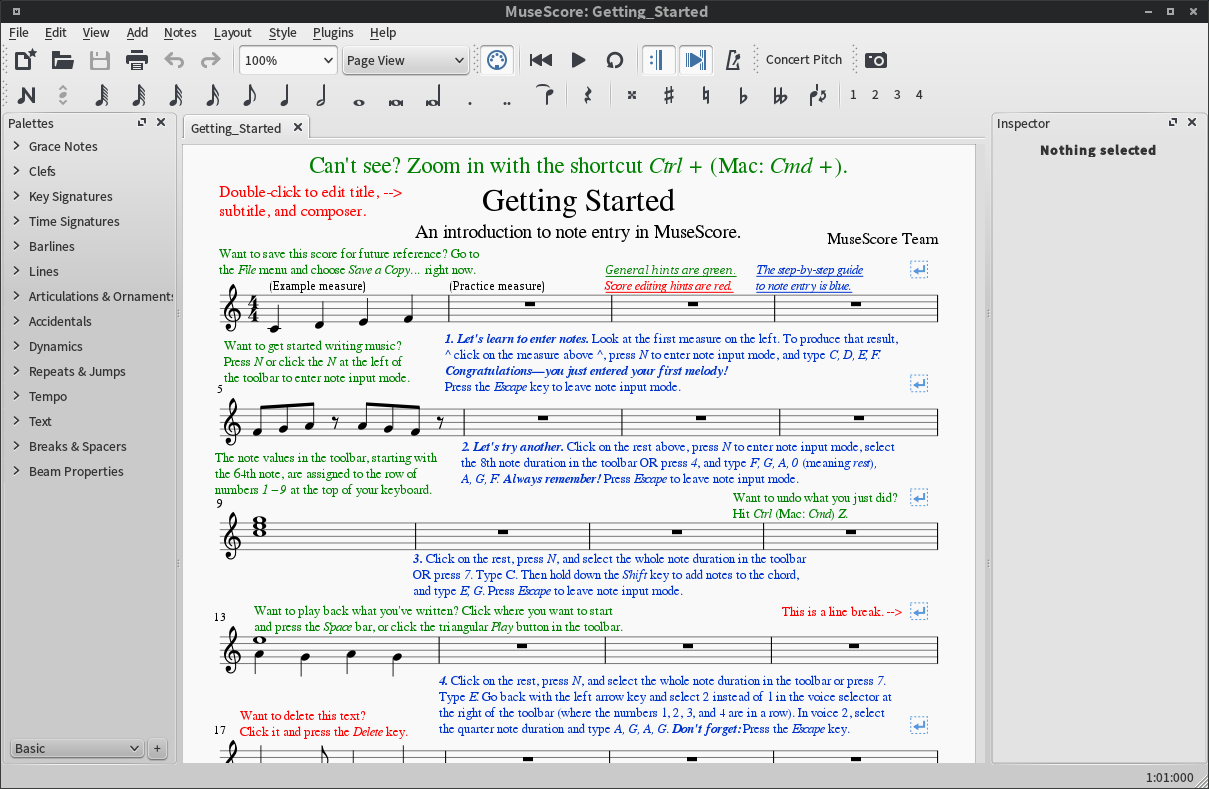 MuseScore: Getting_Started
File Edit View Add Notes Layout Style Plugins Help
100% Page View Concert Pitch
1 2 3 4
Palettes
Grace Notes
Clefs
Key Signatures
Time Signatures
Barlines
Lines
Articulations & Ornaments
Accidentals
Dynamics
Repeats & Jumps
Tempo
Text
Breaks & Spacers
Beam Properties
Basic +
Getting_Started
Can't see? Zoom in with the shortcut Ctrl + (Mac: Cmd +).
Double-click to edit title, -->
subtitle, and composer.
Getting Started
An introduction to note entry in MuseScore.
MuseScore Team
Want to save this score for future reference? Go to
the File menu and choose Save a Copy... right now.
General hints are green.
Score editing hints are red.
The step-by-step guide
to note entry is blue.
(Example measure) (Practice measure)
4
4
Want to get started writing music?
Press N or click the N at the left of
the toolbar to enter note input mode.
1. Let's learn to enter notes. Look at the first measure on the left. To produce that result,
^ click on the measure above ^, press N to enter note input mode, and type C, D, E, F.
Congratulations—you just entered your first melody!
Press the Escape key to leave note input mode.
5
2. Let's try another. Click on the rest above, press N to enter note input mode, select
the 8th note duration in the toolbar OR press 4, and type F, G, A, 0 (meaning rest),
A, G, F. Always remember! Press Escape to leave note input mode.
The note values in the toolbar, starting with
the 64th note, are assigned to the row of
numbers 1 – 9 at the top of your keyboard.
Want to undo what you just did?
Hit Ctrl (Mac: Cmd) Z.
9
3. Click on the rest, press N, and select the whole note duration in the toolbar
OR press 7. Type C. Then hold down the Shift key to add notes to the chord,
and type E, G. Press Escape to leave note input mode.
Want to play back what you've written? Click where you want to start
and press the Space bar, or click the triangular Play button in the toolbar.
This is a line break. -->
13
4. Click on the rest, press N, and select the whole note duration in the toolbar or press 7.
Type E. Go back with the left arrow key and select 2 instead of 1 in the voice selector at
the right of the toolbar (where the numbers 1, 2, 3, and 4 are in a row). In voice 2, select
the quarter note duration and type A, G, A, G. Don't forget: Press the Escape key.
Want to delete this text?
Click it and press the Delete key.
17
Inspector
Nothing selected
1:01:000